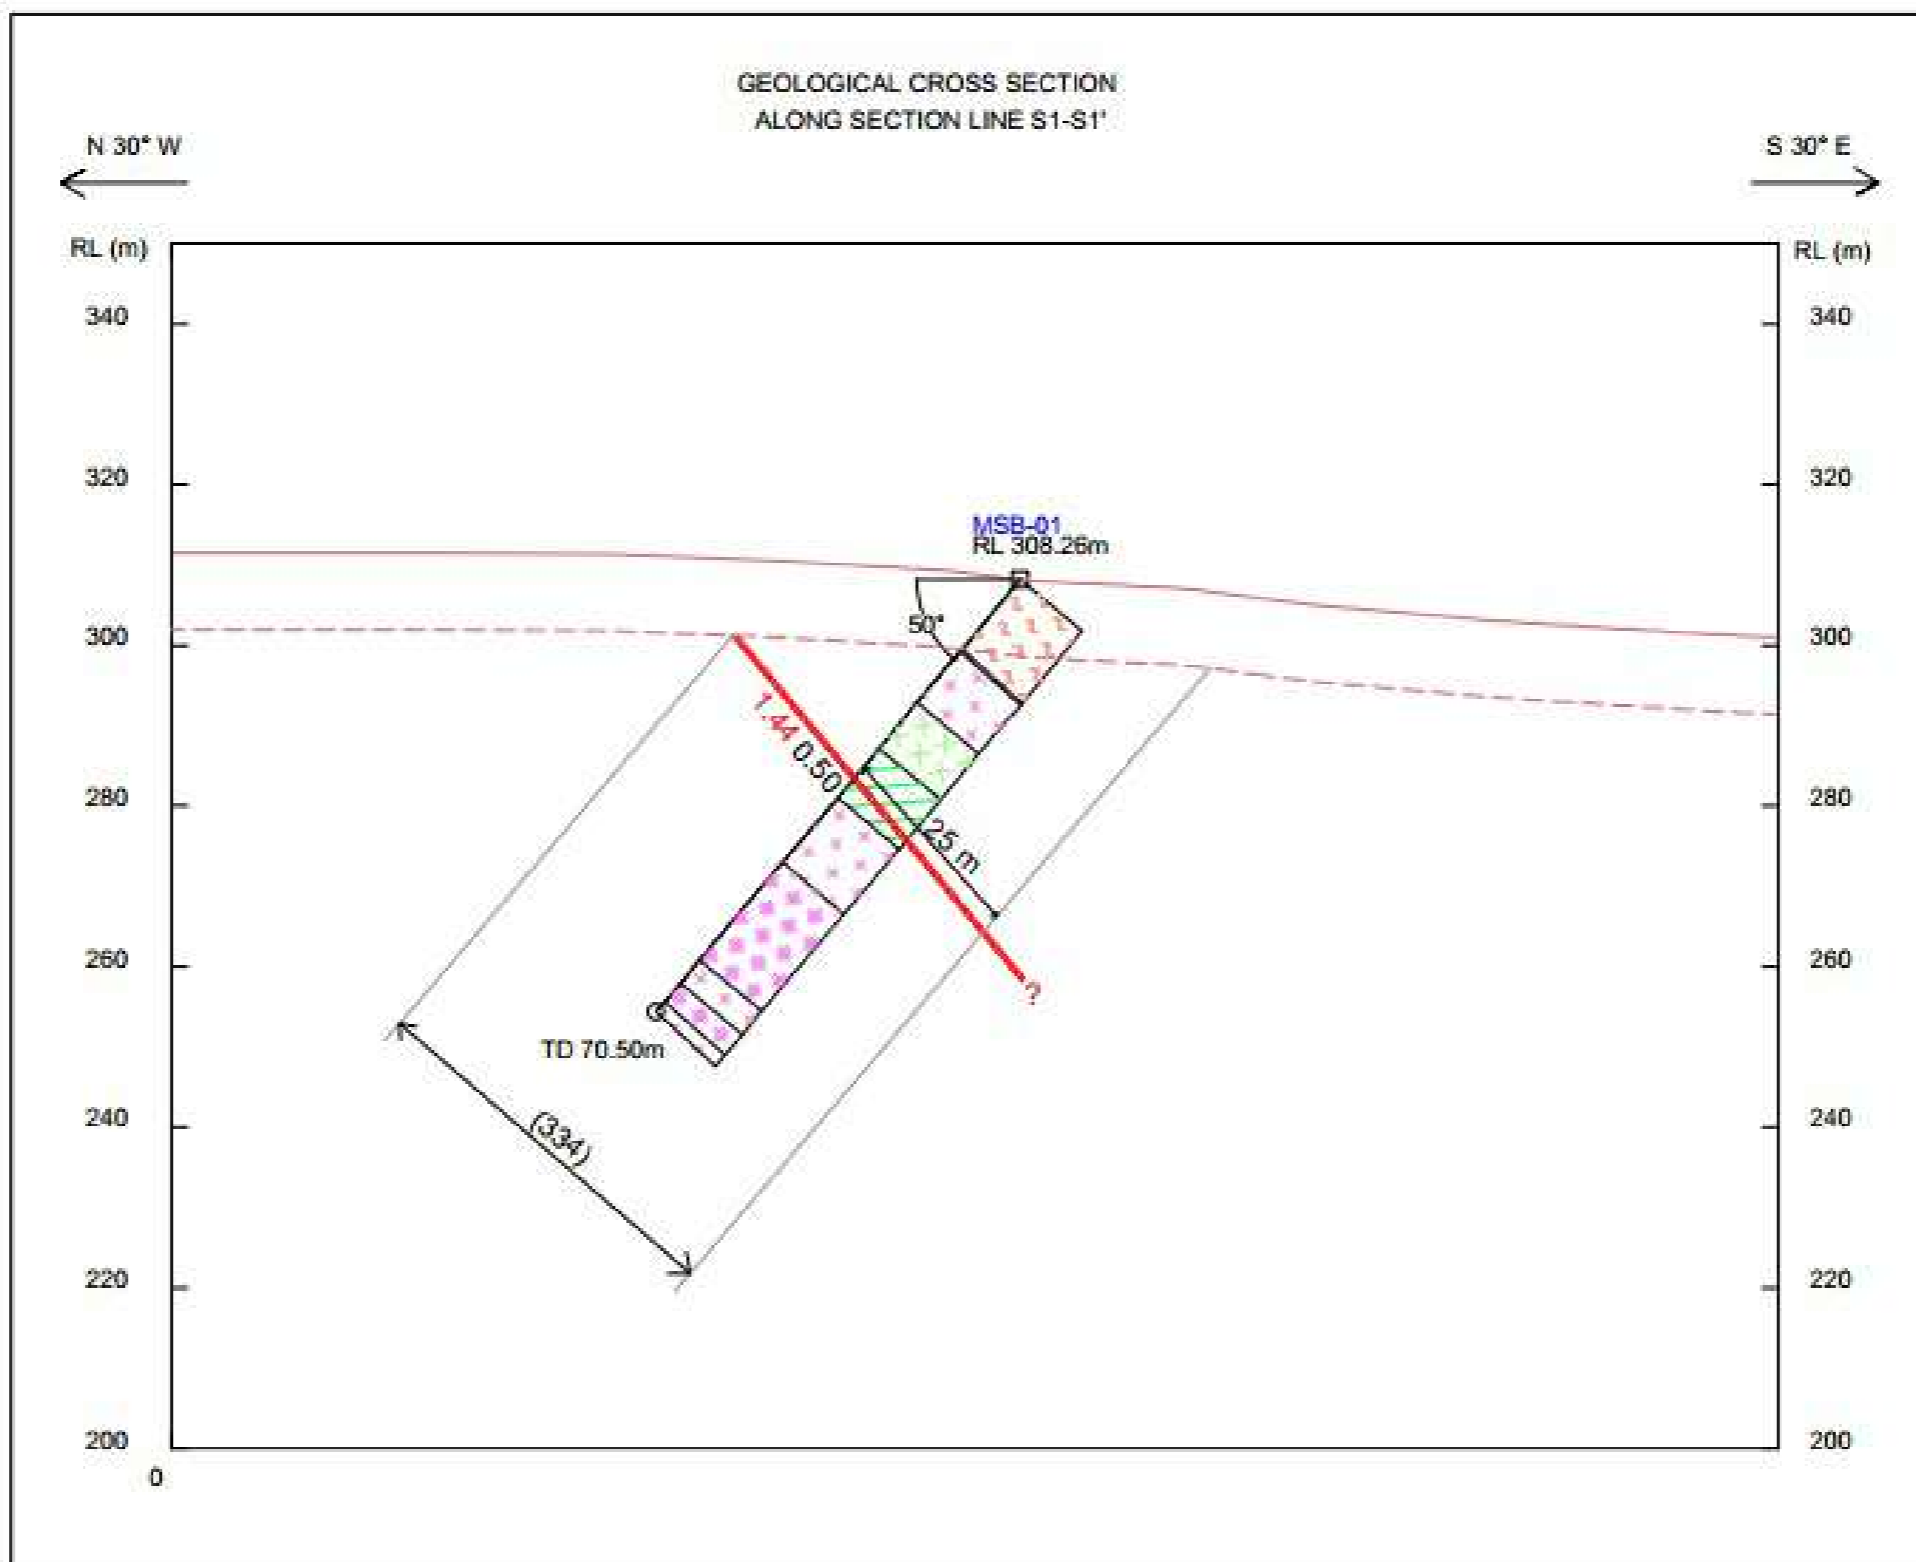 GEOLOGICAL CROSS SECTION
ALONG SECTION LINE S1-S1'
N 30° W
S 30° E
RL (m)
RL (m)
340
340
320
320
MSB-01
RL 308.26m
50°
300
300
1.44 0.50
280
280
25 m
260
260
?
TD 70.50m
240
240
(334)
220
220
200
200
0